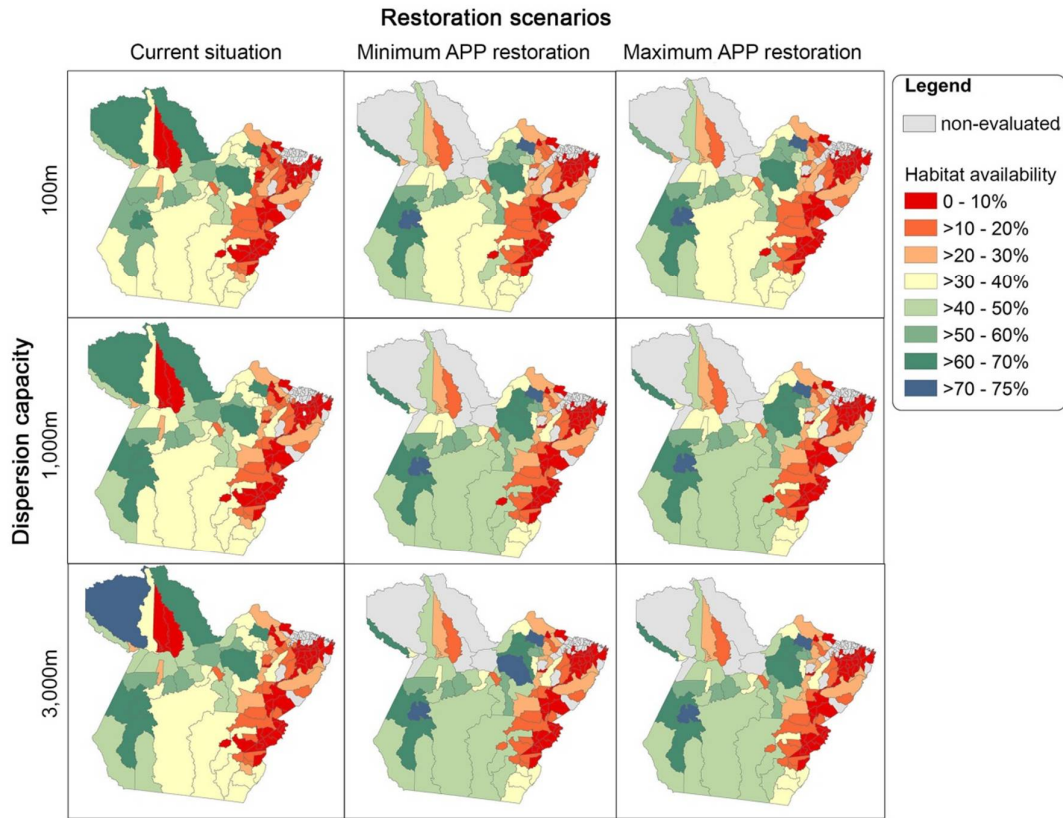 Restoration scenarios
Current situation
Minimum APP restoration
Maximum APP restoration
Dispersion capacity
100m
1,000m
3,000m
Legend
non-evaluated
Habitat availability
0 - 10%
>10 - 20%
>20 - 30%
>30 - 40%
>40 - 50%
>50 - 60%
>60 - 70%
>70 - 75%